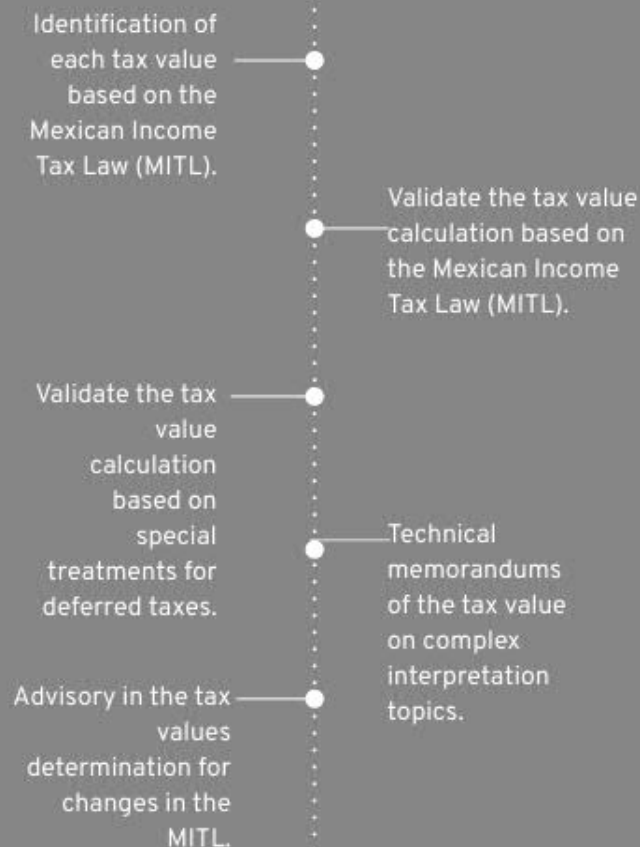 Identification of
each tax value
based on the
Mexican Income
Tax Law (MITL).
Validate the tax value
calculation based on
the Mexican Income
Tax Law (MITL).
Validate the tax
value
calculation
based on
special
treatments for
deferred taxes.
Technical
memorandums
of the tax value
on complex
interpretation
topics.
Advisory in the tax
values
determination for
changes in the
MITL.